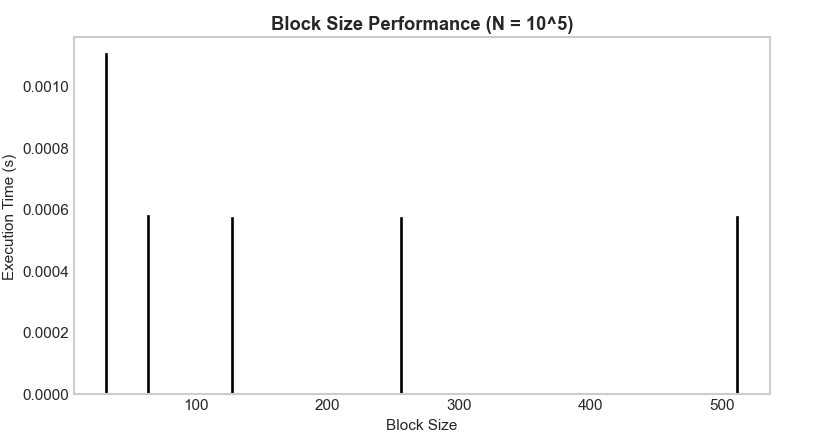 Block Size Performance (N = 10^5)
Execution Time (s)
0.0010
0.0008
0.0006
0.0004
0.0002
0.0000
100 200 300 400 500
Block Size